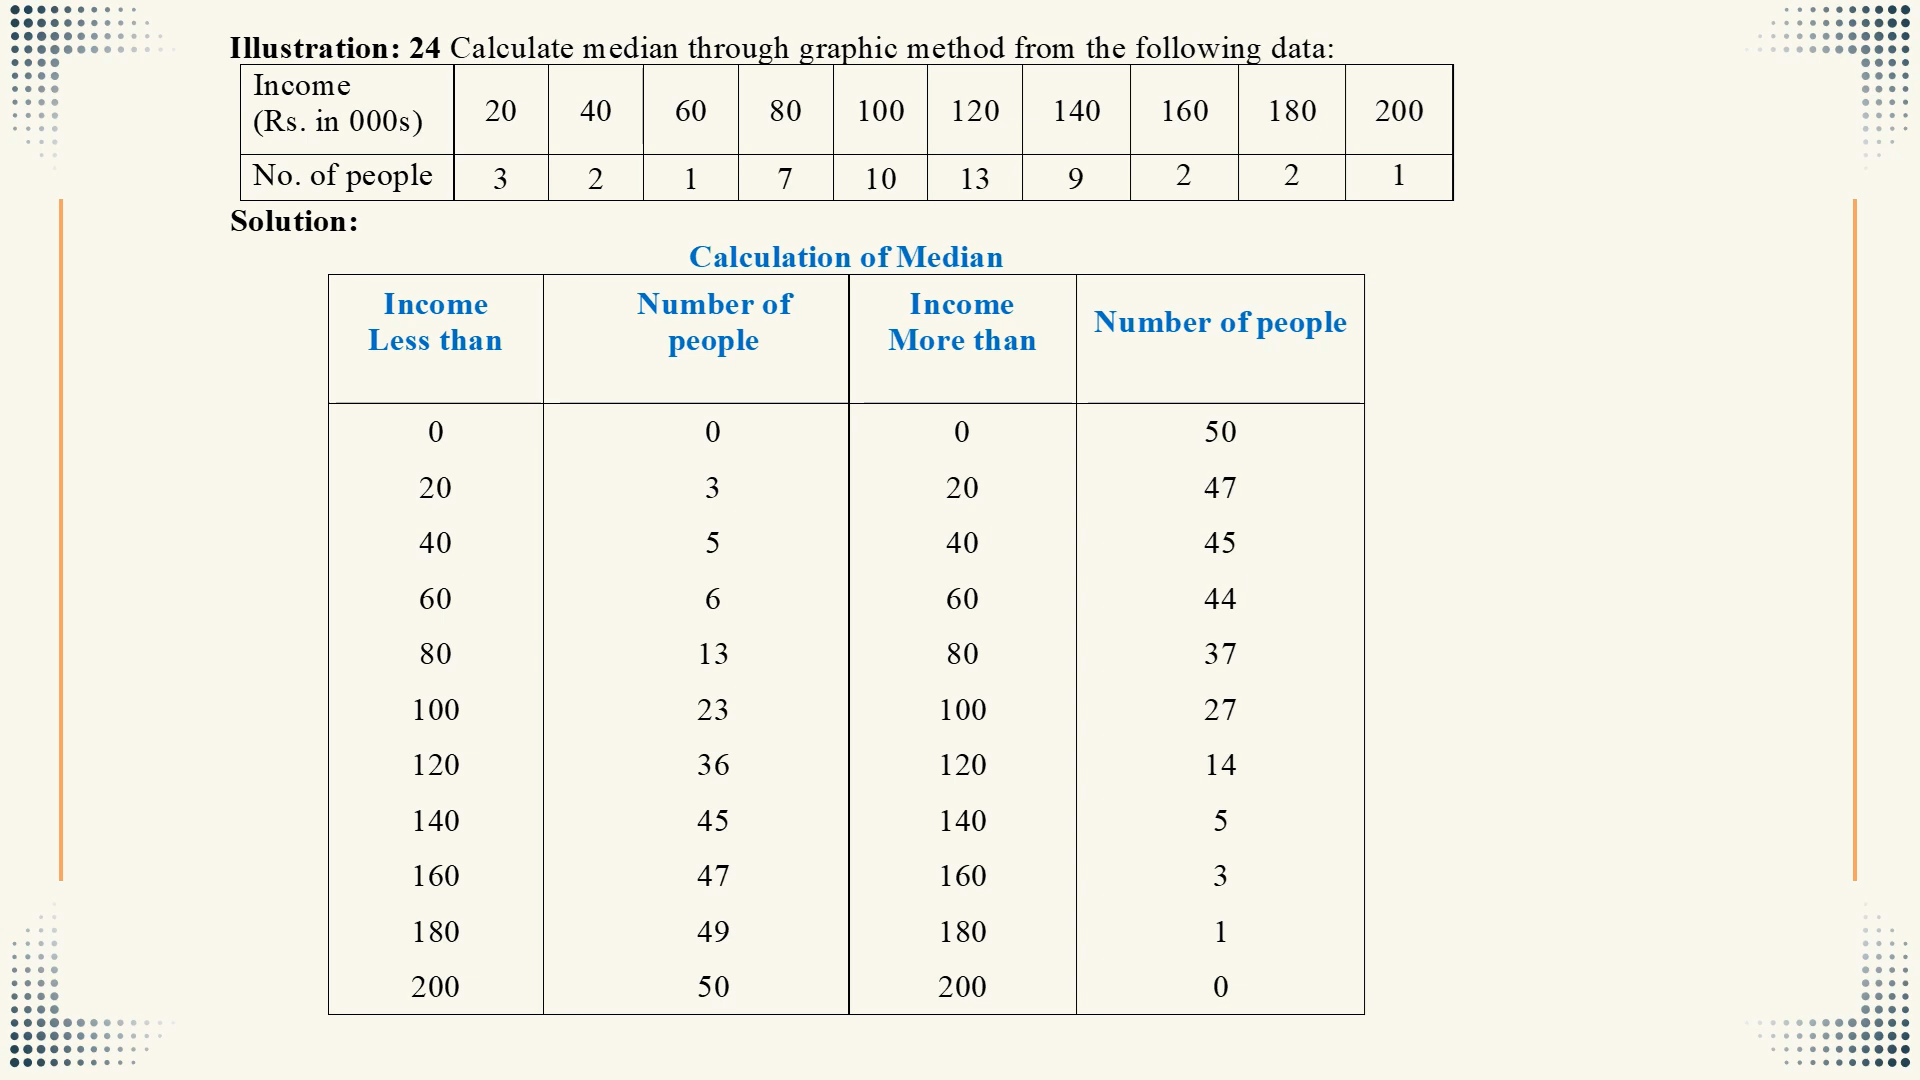 Illustration: 24 Calculate median through graphic method from the following data:
Income (Rs. in 000s) 20 40 60 80 100 120 140 160 180 200
No. of people 3 2 1 7 10 13 9 2 2 1
Solution:
Calculation of Median
Income Less than Number of people Income More than Number of people
0 0 0 50
20 3 20 47
40 5 40 45
60 6 60 44
80 13 80 37
100 23 100 27
120 36 120 14
140 45 140 5
160 47 160 3
180 49 180 1
200 50 200 0